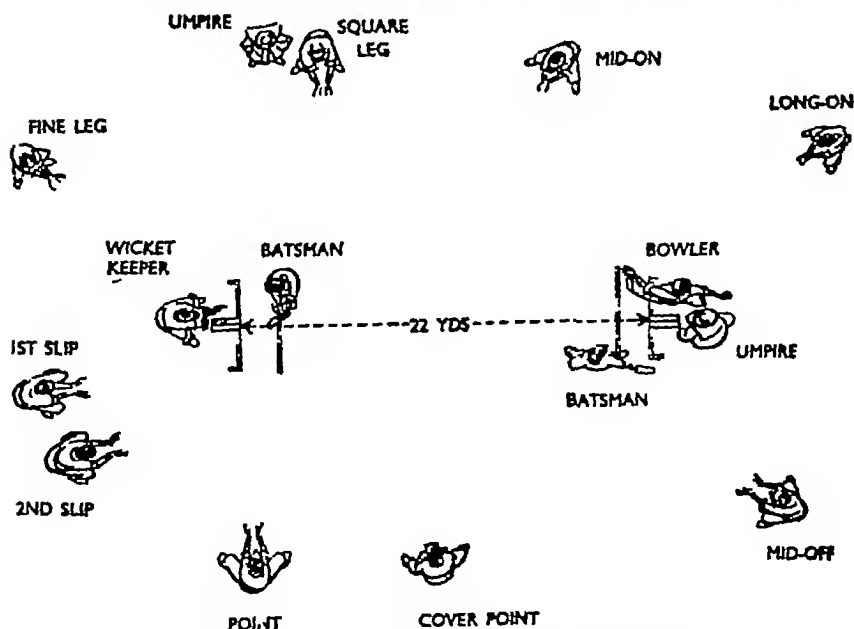 UMPIRE
SQUARE
LEG
MID-ON
LONG-ON
FINE LEG
WICKET
KEEPER
BATSMAN
BOWLER
22 YDS
UMPIRE
1ST SLIP
BATSMAN
2ND SLIP
MID-OFF
POINT
COVER POINT